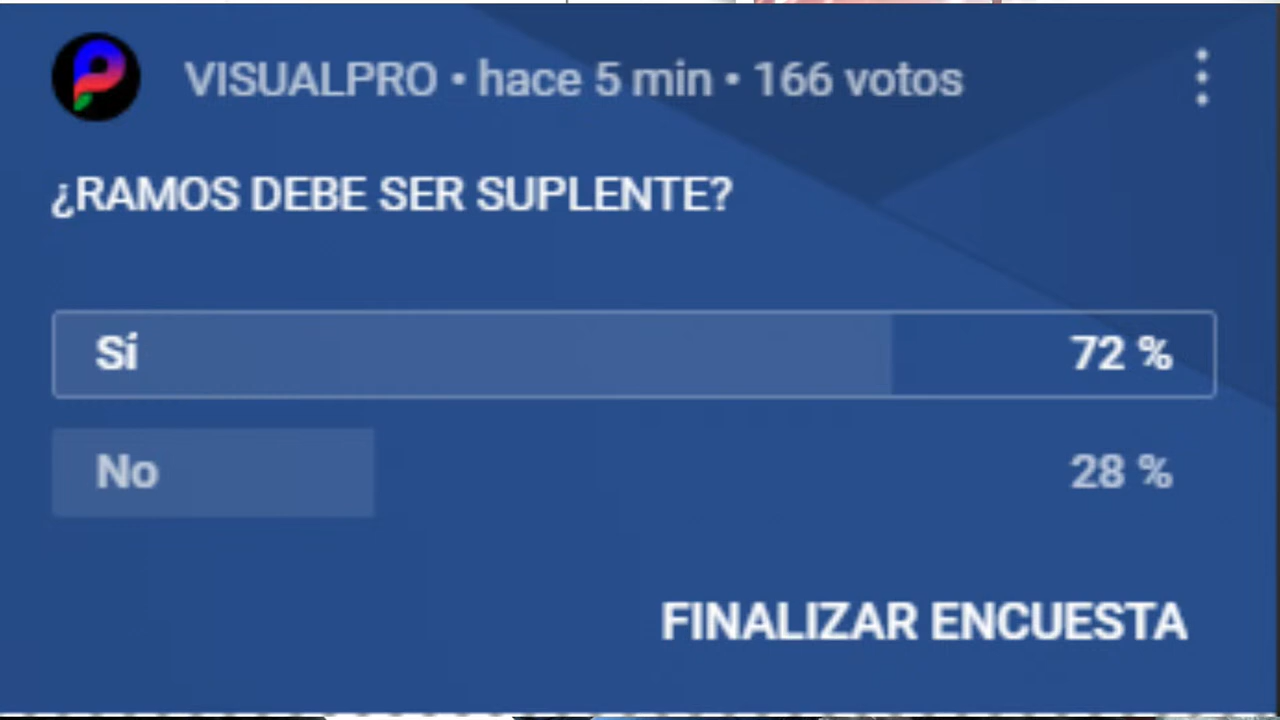 VISUALPRO • hace 5 min • 166 votos
¿RAMOS DEBE SER SUPLENTE?
Sí 72 %
No 28 %
FINALIZAR ENCUESTA